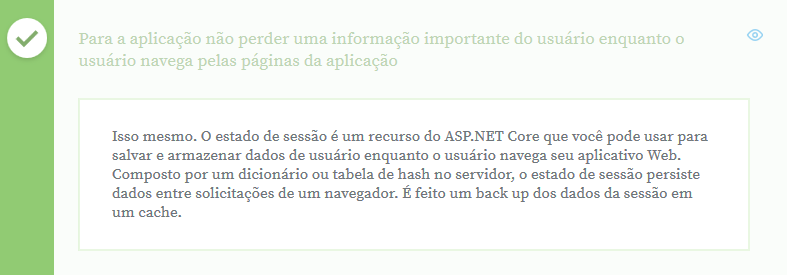 Para a aplicação não perder uma informação importante do usuário enquanto o
usuário navega pelas páginas da aplicação
Isso mesmo. O estado de sessão é um recurso do ASP.NET Core que você pode usar para
salvar e armazenar dados de usuário enquanto o usuário navega seu aplicativo Web.
Composto por um dicionário ou tabela de hash no servidor, o estado de sessão persiste
dados entre solicitações de um navegador. É feito um back up dos dados da sessão em
um cache.